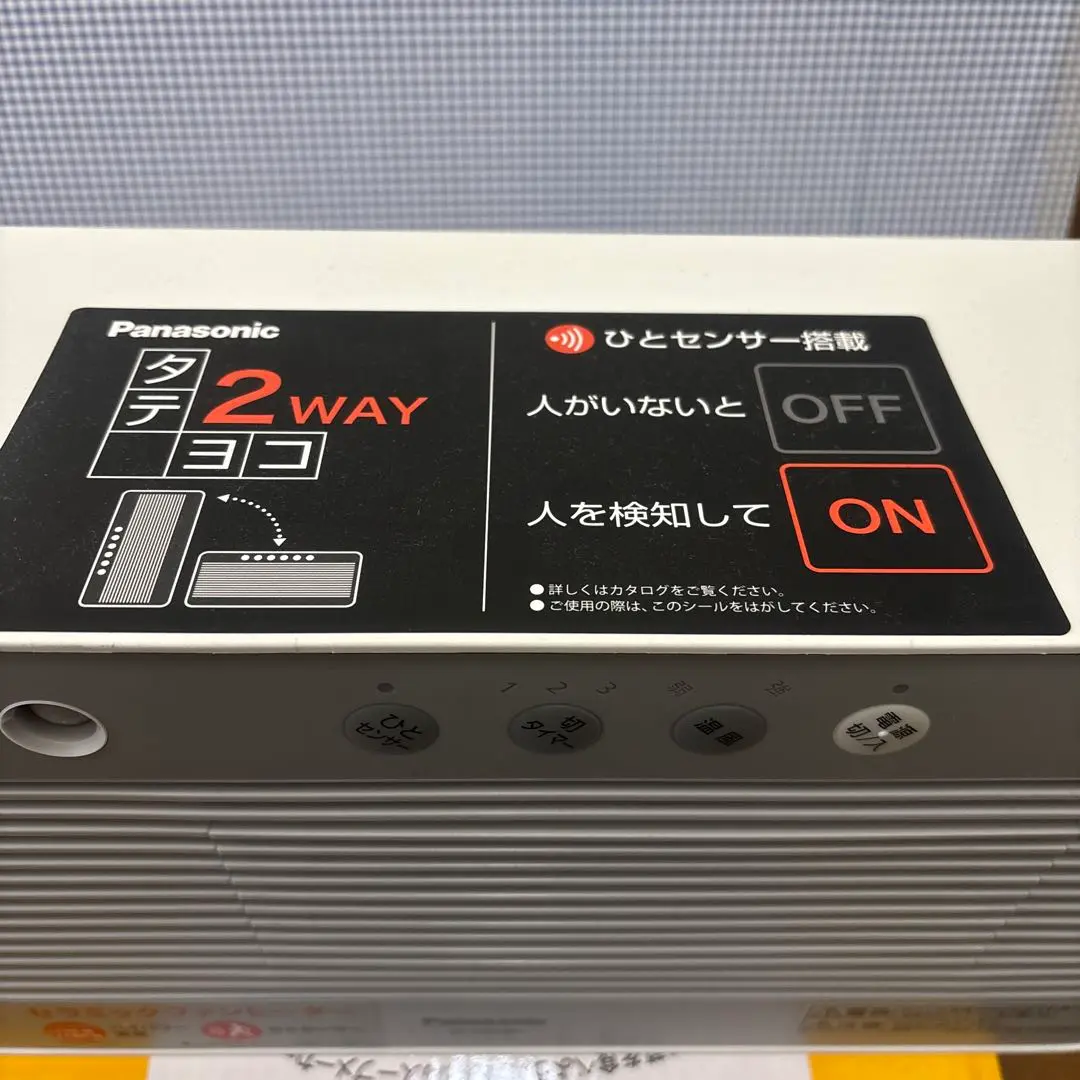 Panasonic
タテ
ヨコ
2WAY
ひとセンサー搭載
人がいないと OFF
人を検知して ON
●詳しくはカタログをご覧ください。
●ご使用の際は、このシールをはがしてください。
1 2 3
ひと
センサー
切
タイマー
温風
電源
切/入
Panasonic